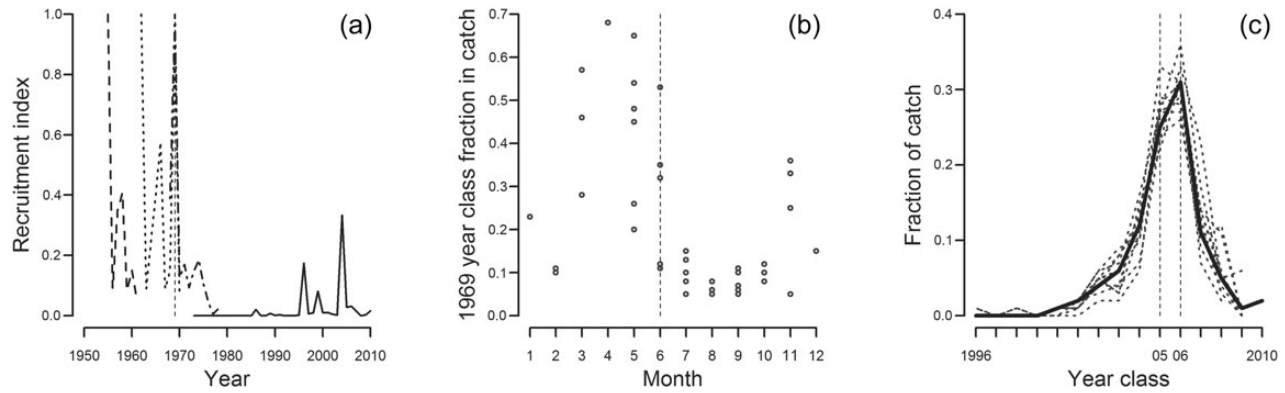 (a)
Recruitment index
1.0
0.8
0.6
0.4
0.2
0.0
1950 1960 1970 1980 1990 2000 2010
Year
(b)
1969 year class fraction in catch
0.7
0.6
0.5
0.4
0.3
0.2
0.1
0.0
1 2 3 4 5 6 7 8 9 10 11 12
Month
(c)
Fraction of catch
0.4
0.3
0.2
0.1
0.0
1996 05 06 2010
Year class